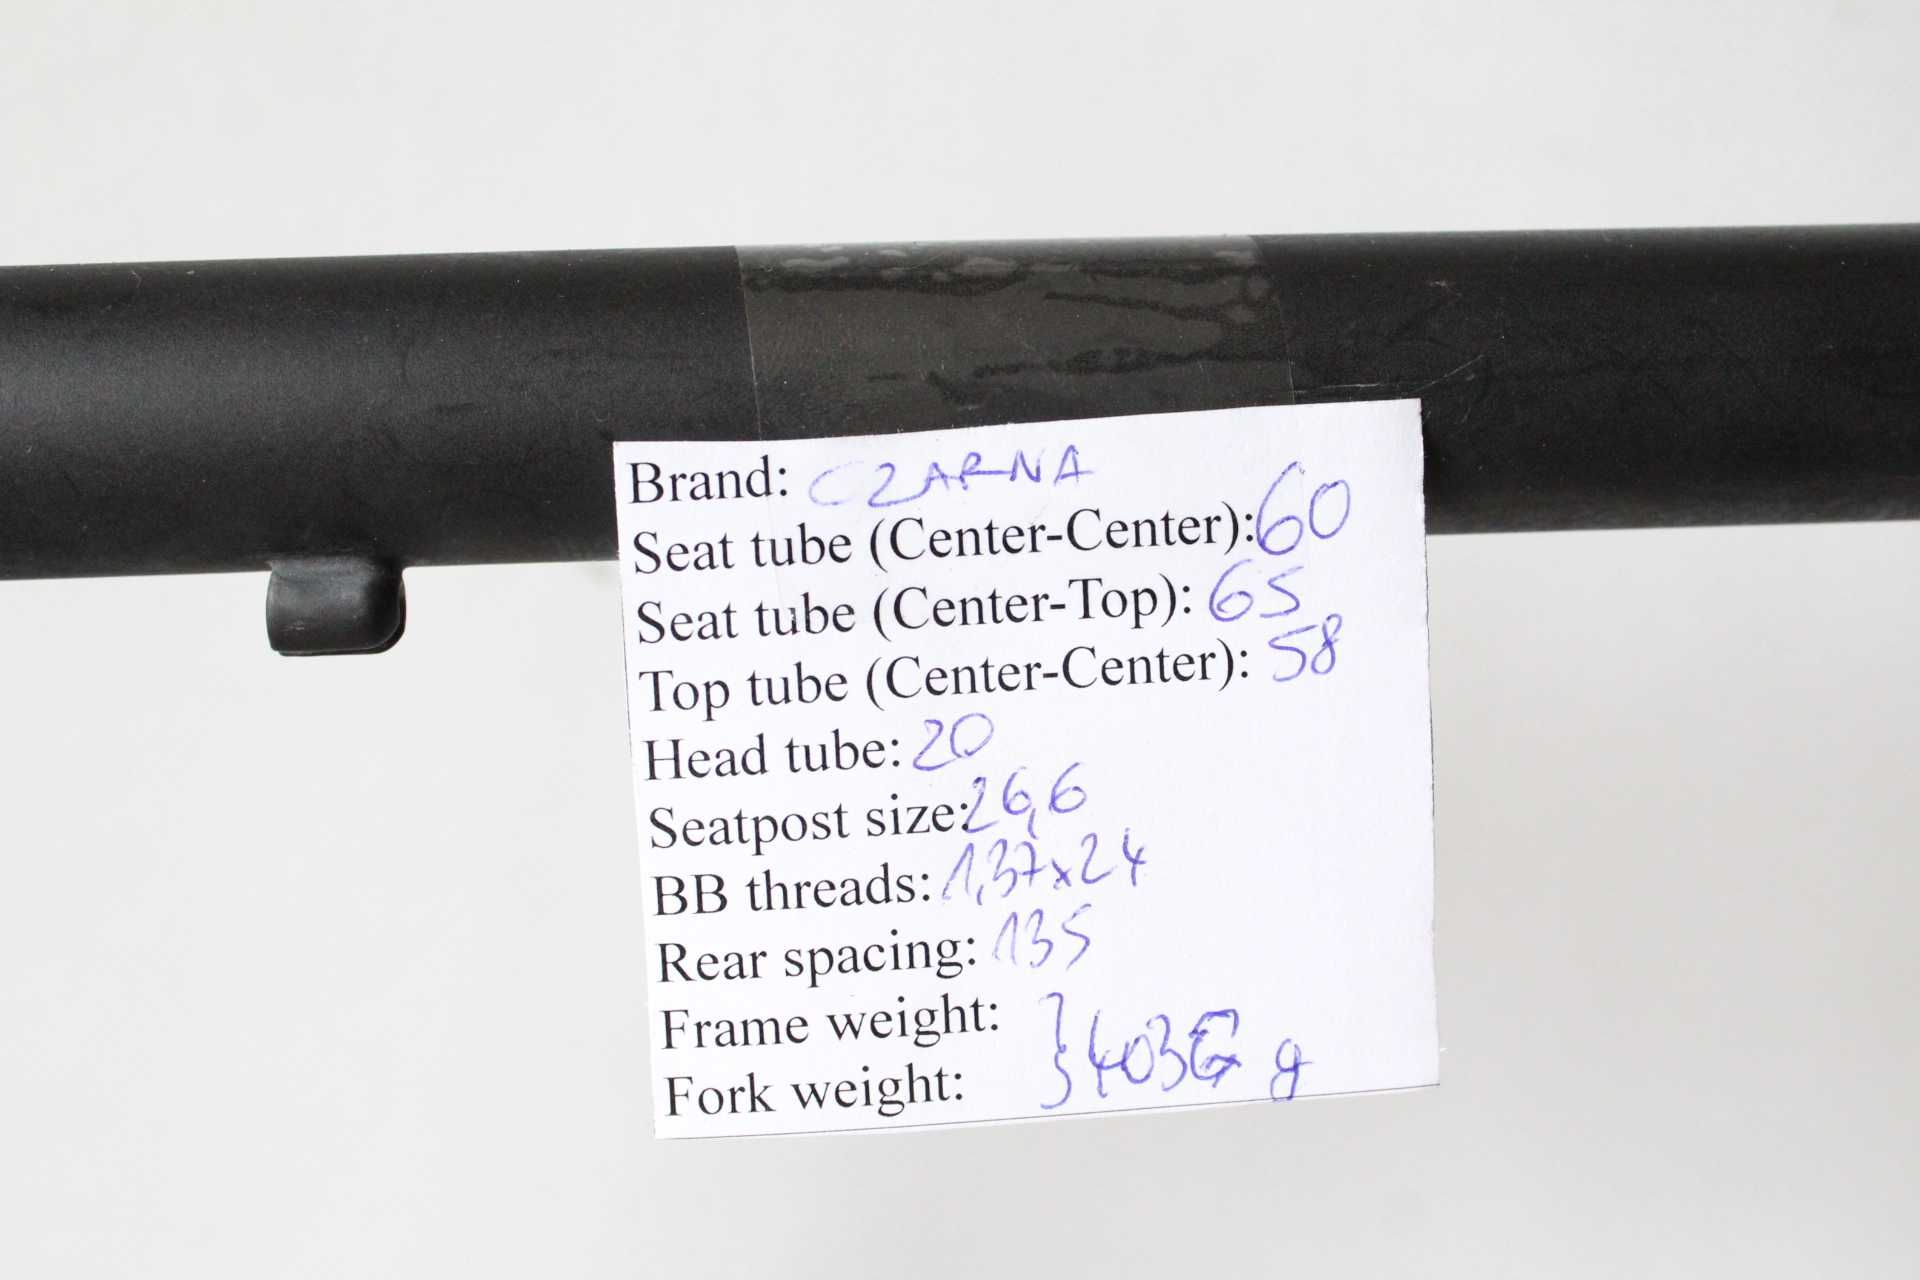 Brand: CZARNA
Seat tube (Center-Center): 60
Seat tube (Center-Top): 65
Top tube (Center-Center): 58
Head tube: 20
Seatpost size: 26,6
BB threads: 1,37x24
Rear spacing: 135
Frame weight:
Fork weight: } g